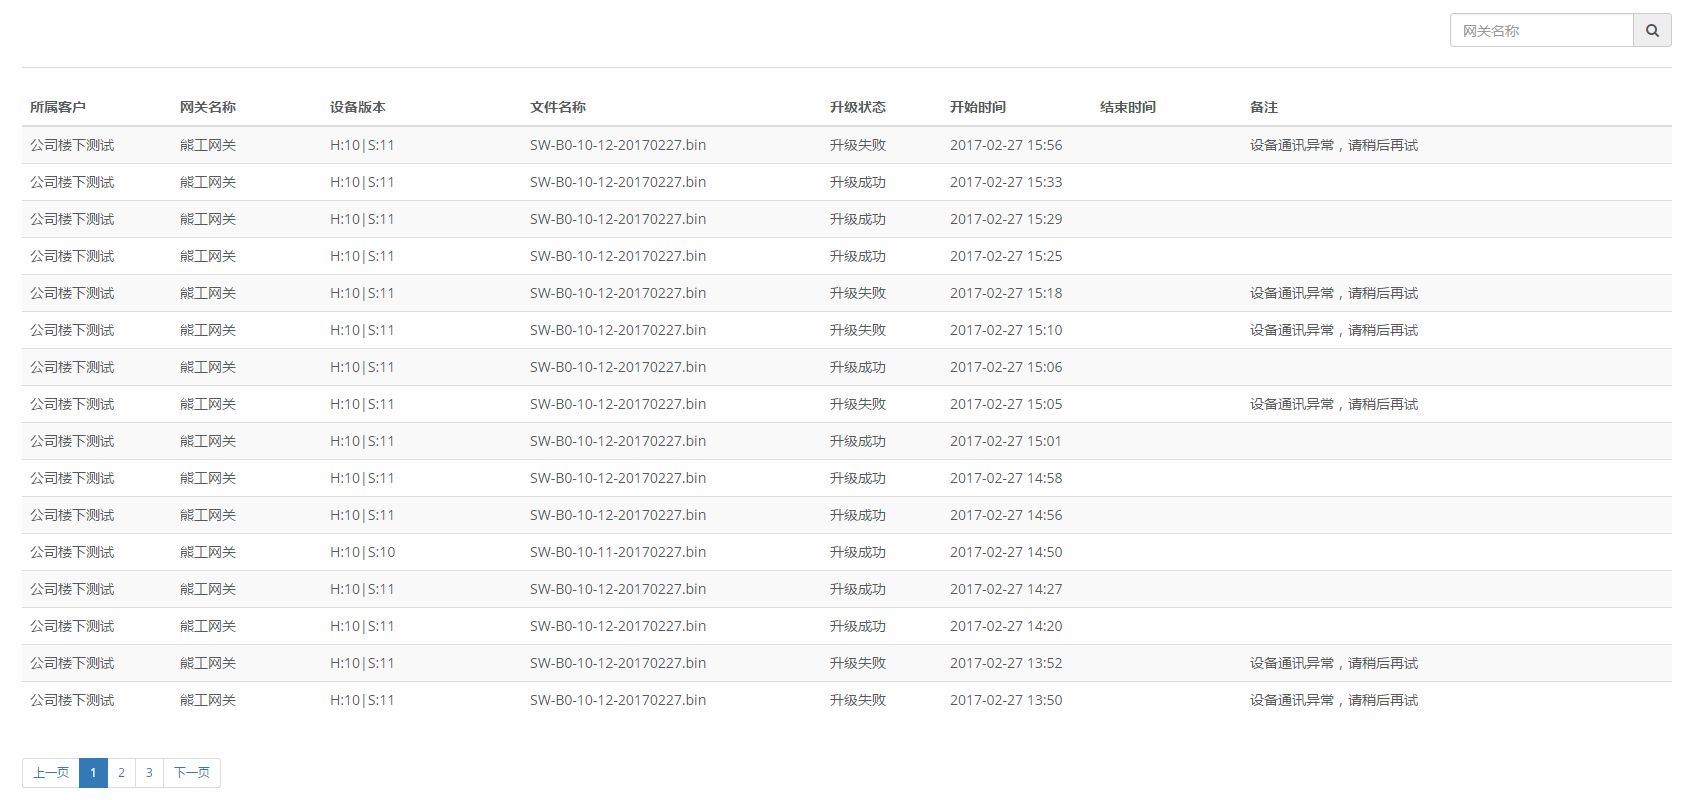 网关名称
所属客户 网关名称 设备版本 文件名称 升级状态 开始时间 结束时间 备注
公司楼下测试 熊工网关 H:10|S:11 SW-B0-10-12-20170227.bin 升级失败 2017-02-27 15:56 设备通讯异常，请稍后再试
公司楼下测试 熊工网关 H:10|S:11 SW-B0-10-12-20170227.bin 升级成功 2017-02-27 15:33
公司楼下测试 熊工网关 H:10|S:11 SW-B0-10-12-20170227.bin 升级成功 2017-02-27 15:29
公司楼下测试 熊工网关 H:10|S:11 SW-B0-10-12-20170227.bin 升级成功 2017-02-27 15:25
公司楼下测试 熊工网关 H:10|S:11 SW-B0-10-12-20170227.bin 升级失败 2017-02-27 15:18 设备通讯异常，请稍后再试
公司楼下测试 熊工网关 H:10|S:11 SW-B0-10-12-20170227.bin 升级失败 2017-02-27 15:10 设备通讯异常，请稍后再试
公司楼下测试 熊工网关 H:10|S:11 SW-B0-10-12-20170227.bin 升级成功 2017-02-27 15:06
公司楼下测试 熊工网关 H:10|S:11 SW-B0-10-12-20170227.bin 升级失败 2017-02-27 15:05 设备通讯异常，请稍后再试
公司楼下测试 熊工网关 H:10|S:11 SW-B0-10-12-20170227.bin 升级成功 2017-02-27 15:01
公司楼下测试 熊工网关 H:10|S:11 SW-B0-10-12-20170227.bin 升级成功 2017-02-27 14:58
公司楼下测试 熊工网关 H:10|S:11 SW-B0-10-12-20170227.bin 升级成功 2017-02-27 14:56
公司楼下测试 熊工网关 H:10|S:10 SW-B0-10-11-20170227.bin 升级成功 2017-02-27 14:50
公司楼下测试 熊工网关 H:10|S:11 SW-B0-10-12-20170227.bin 升级成功 2017-02-27 14:27
公司楼下测试 熊工网关 H:10|S:11 SW-B0-10-12-20170227.bin 升级成功 2017-02-27 14:20
公司楼下测试 熊工网关 H:10|S:11 SW-B0-10-12-20170227.bin 升级失败 2017-02-27 13:52 设备通讯异常，请稍后再试
公司楼下测试 熊工网关 H:10|S:11 SW-B0-10-12-20170227.bin 升级失败 2017-02-27 13:50 设备通讯异常，请稍后再试
上一页 1 2 3 下一页